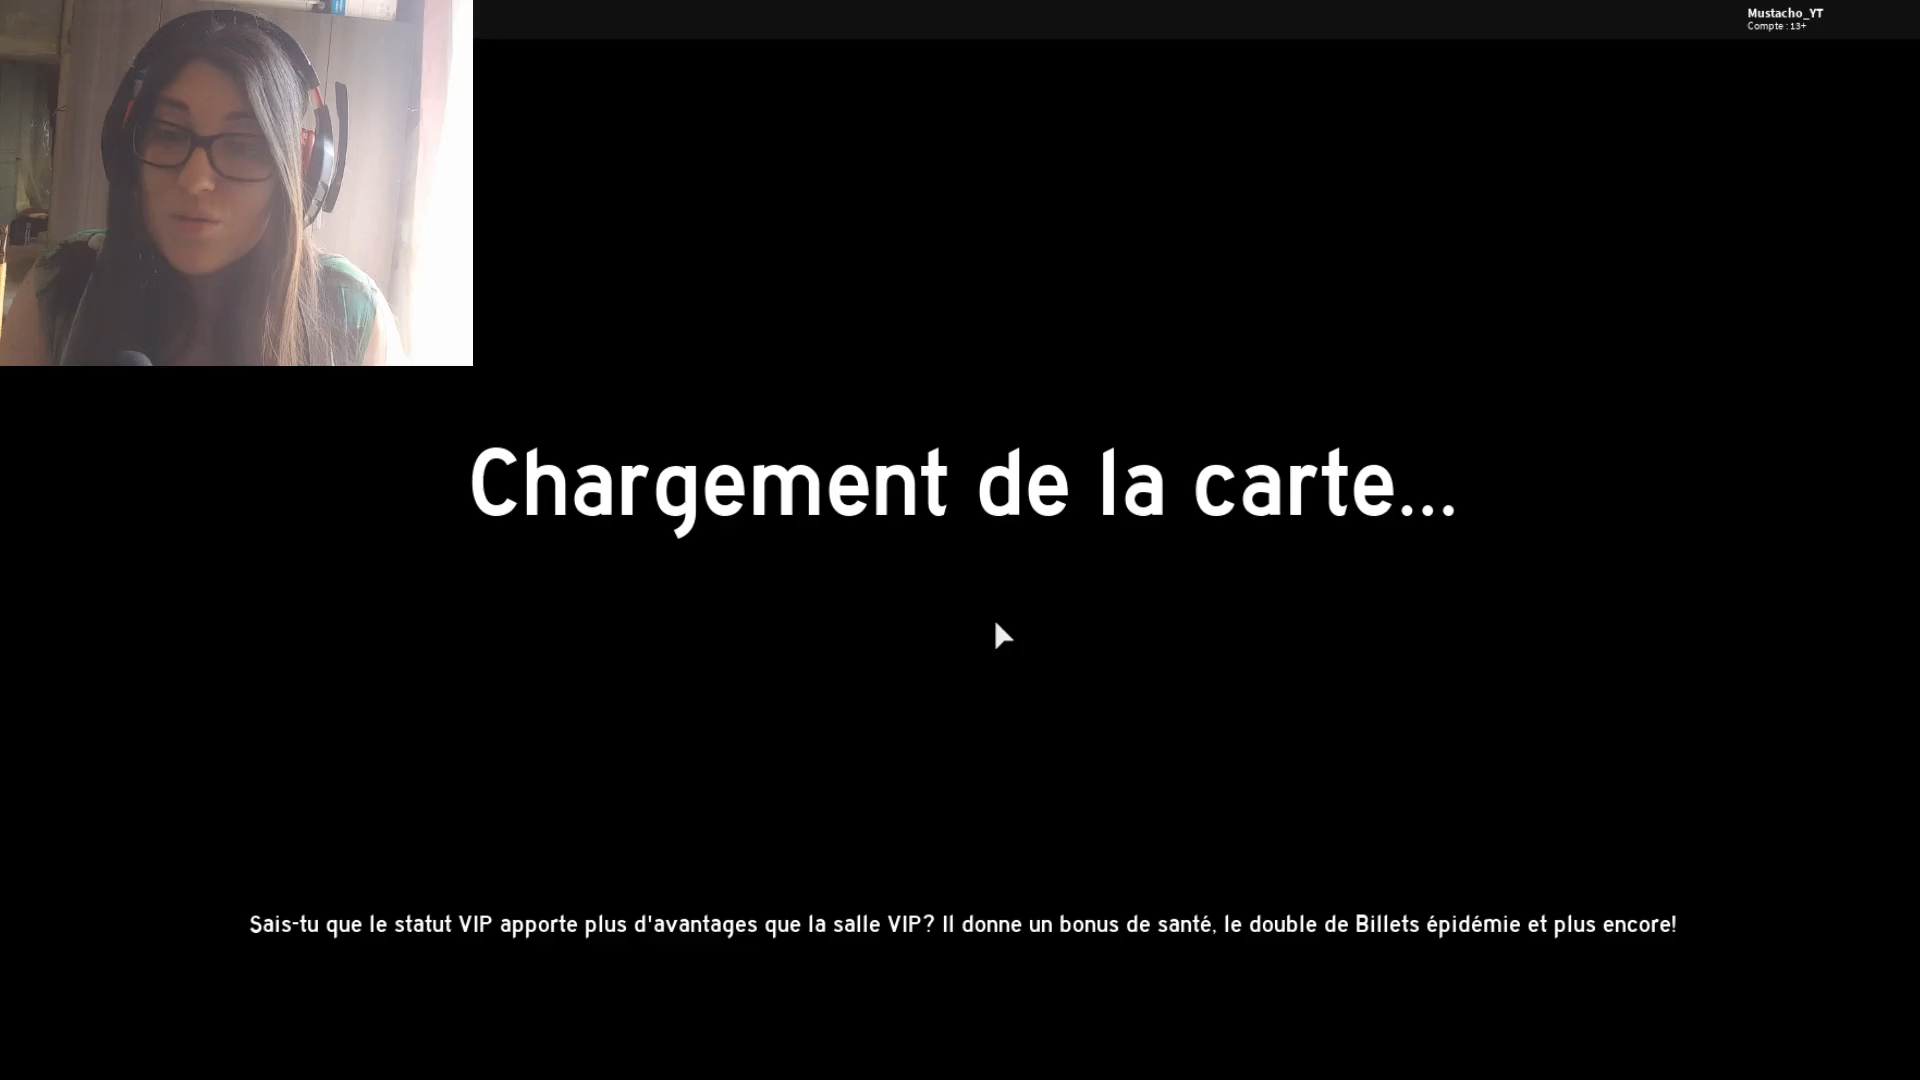 Mustacho_YT
Compte : 13+
Chargement de la carte...
Sais-tu que le statut VIP apporte plus d'avantages que la salle VIP? Il donne un bonus de santé, le double de Billets épidémie et plus encore!